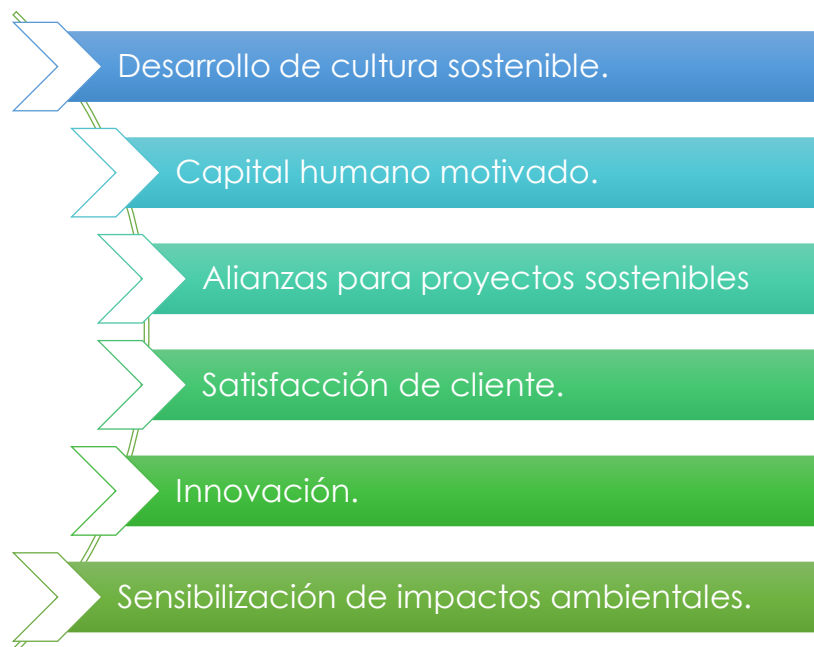 Desarrollo de cultura sostenible.
Capital humano motivado.
Alianzas para proyectos sostenibles
Satisfacción de cliente.
Innovación.
Sensibilización de impactos ambientales.